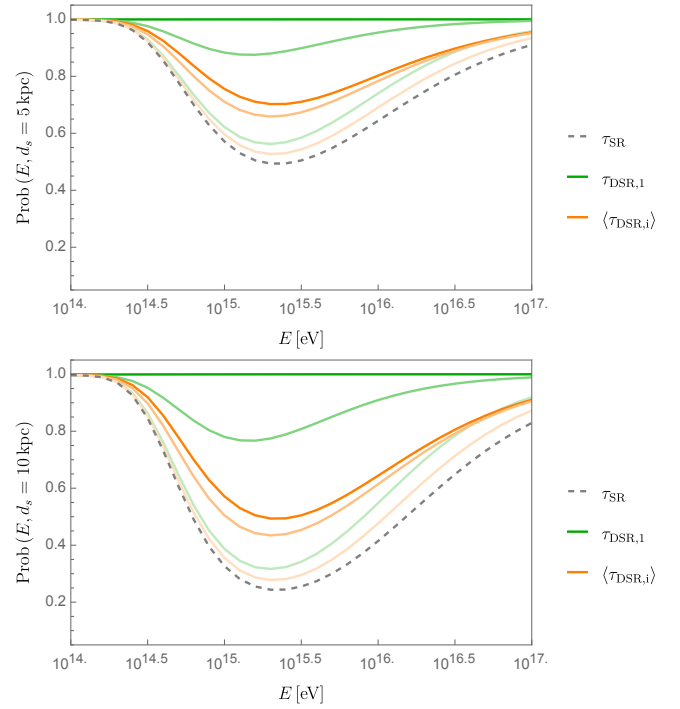 Prob (E, d_s = 5 kpc)
1.0
0.8
0.6
0.4
0.2
10^14. 10^14.5 10^15. 10^15.5 10^16. 10^16.5 10^17.
E [eV]
τ_SR
τ_DSR,1
⟨τ_DSR,i⟩
Prob (E, d_s = 10 kpc)
1.0
0.8
0.6
0.4
0.2
10^14. 10^14.5 10^15. 10^15.5 10^16. 10^16.5 10^17.
E [eV]
τ_SR
τ_DSR,1
⟨τ_DSR,i⟩